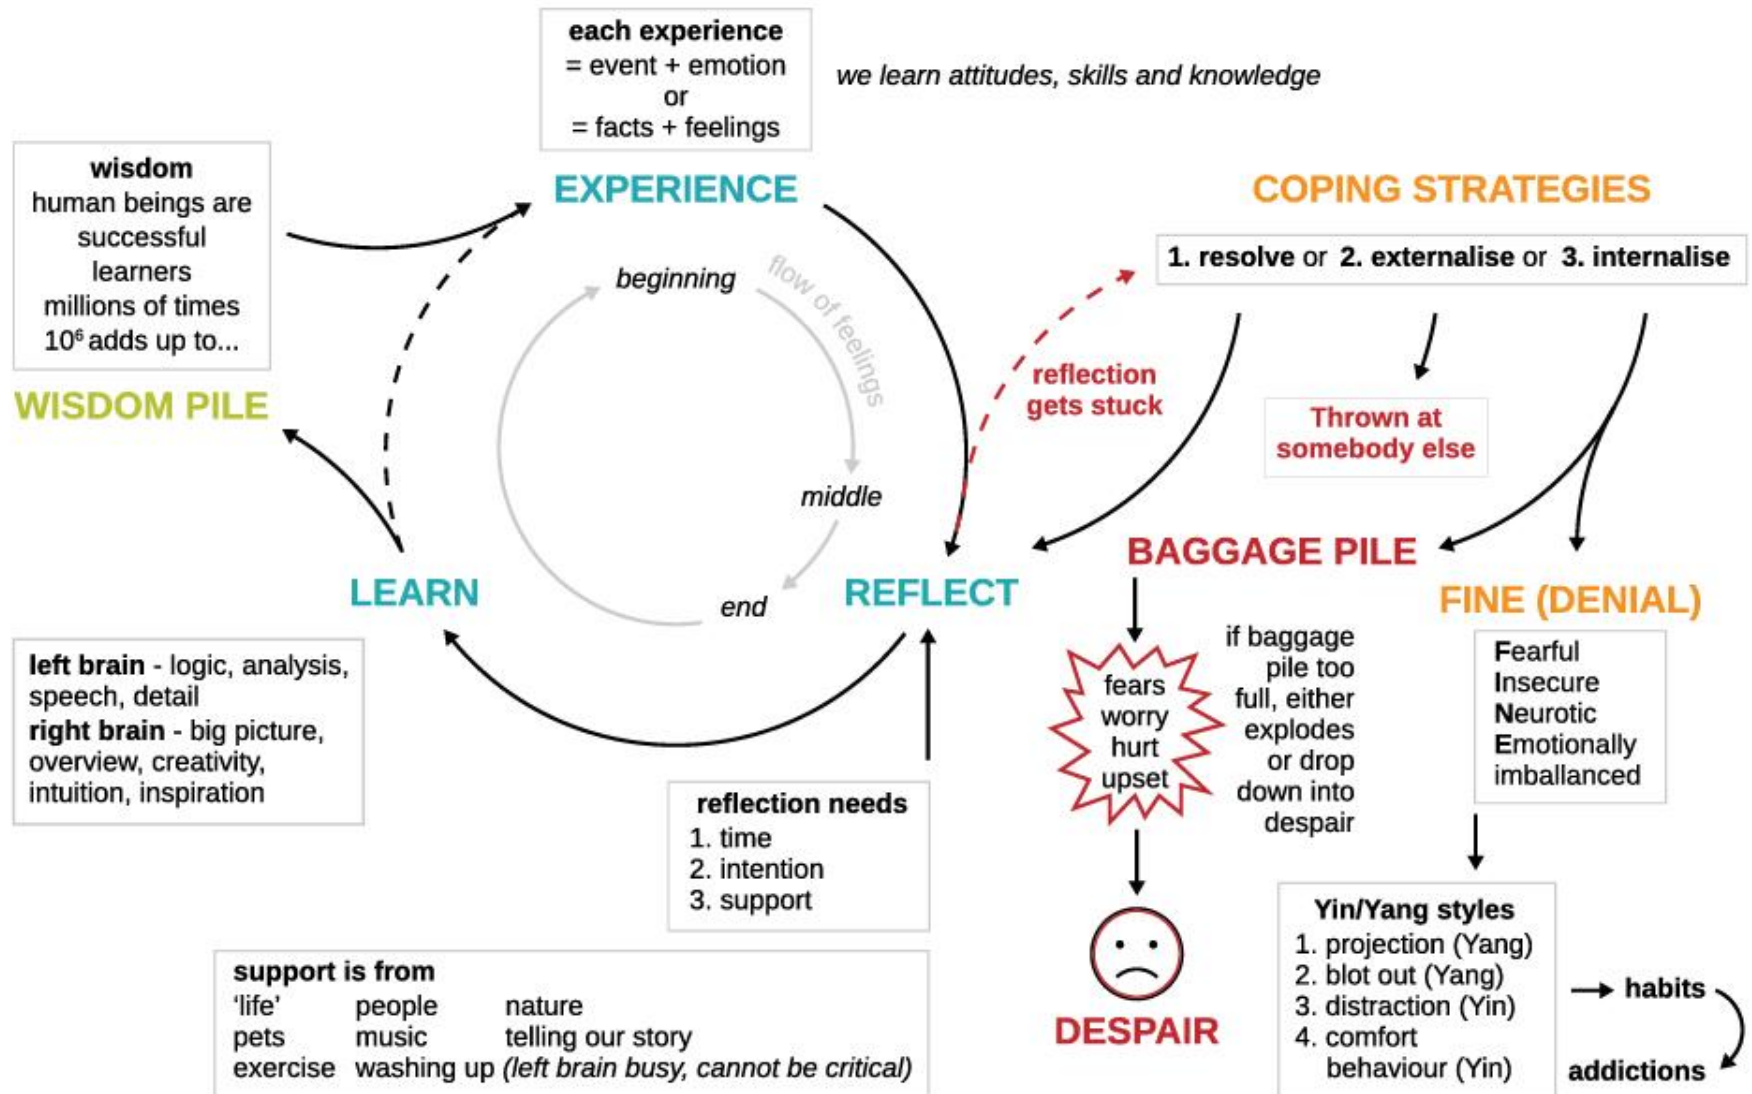 each experience
= event + emotion
or
= facts + feelings
we learn attitudes, skills and knowledge
wisdom
human beings are
successful
learners
millions of times
10⁶ adds up to...
WISDOM PILE
EXPERIENCE
beginning
flow of feelings
middle
end
LEARN
REFLECT
left brain - logic, analysis,
speech, detail
right brain - big picture,
overview, creativity,
intuition, inspiration
reflection needs
1. time
2. intention
3. support
support is from
‘life’ people nature
pets music telling our story
exercise washing up (left brain busy, cannot be critical)
COPING STRATEGIES
1. resolve or 2. externalise or 3. internalise
reflection
gets stuck
Thrown at
somebody else
BAGGAGE PILE
fears
worry
hurt
upset
if baggage
pile too
full, either
explodes
or drop
down into
despair
DESPAIR
FINE (DENIAL)
Fearful
Insecure
Neurotic
Emotionally
imballanced
Yin/Yang styles
1. projection (Yang)
2. blot out (Yang)
3. distraction (Yin)
4. comfort
behaviour (Yin)
habits
addictions